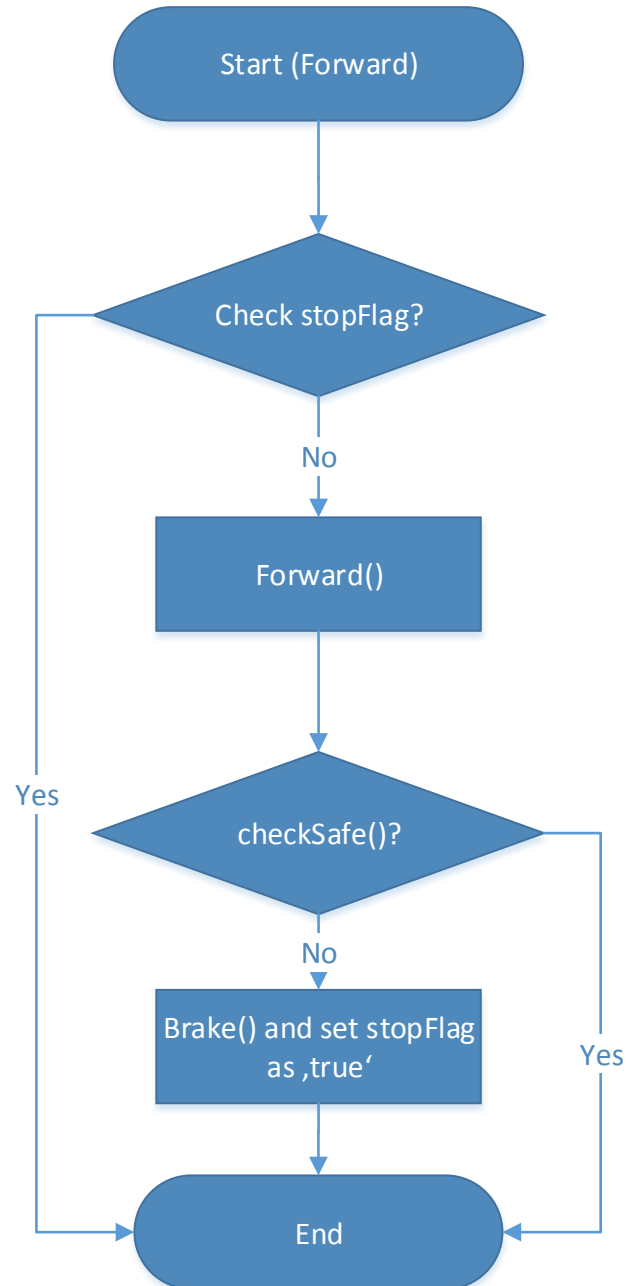 Start (Forward)
Check stopFlag?
No
Forward()
Yes
checkSafe()?
No
Brake() and set stopFlag
as ‚true‘
Yes
End